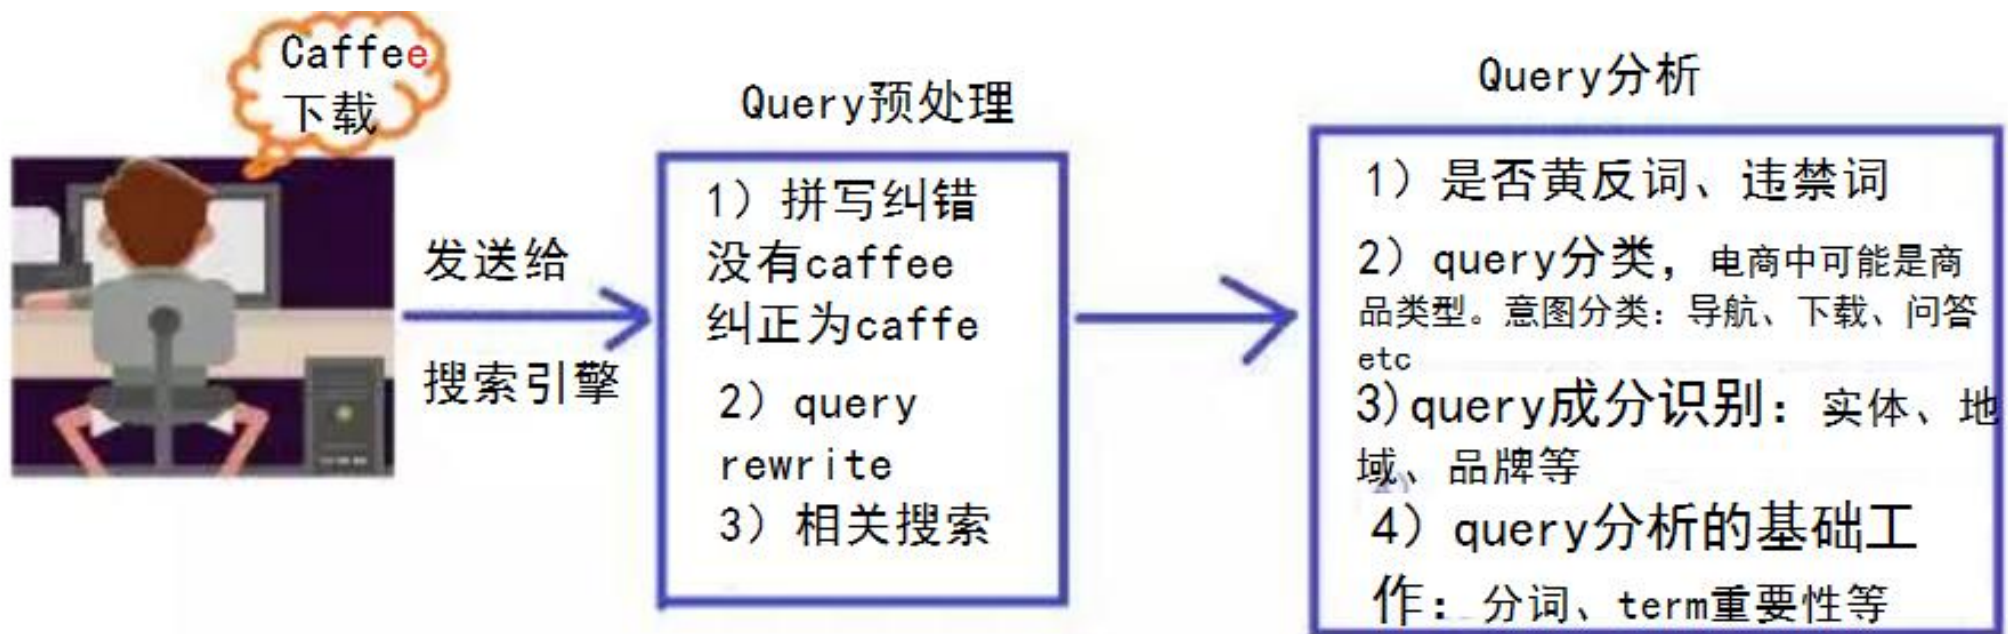 Caffee
下载
发送给
搜索引擎
Query预处理
1）拼写纠错
没有caffee
纠正为caffe
2）query
rewrite
3）相关搜索
Query分析
1）是否黄反词、违禁词
2）query分类，电商中可能是商
品类型。意图分类：导航、下载、问答
etc
3)query成分识别：实体、地
域、品牌等
4）query分析的基础工
作：分词、term重要性等